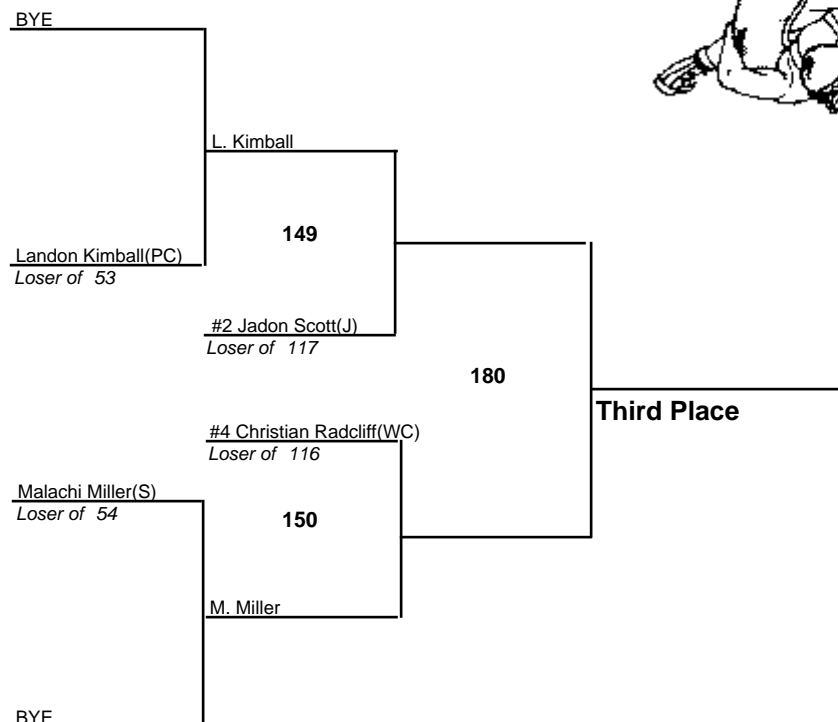 BYE
L. Kimball
149
Landon Kimball(PC)
Loser of 53
#2 Jadon Scott(J)
Loser of 117
180
Third Place
#4 Christian Radcliff(WC)
Loser of 116
Malachi Miller(S)
Loser of 54
150
M. Miller
BYE